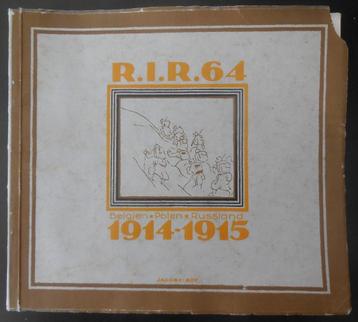 R.I.R.64
Belgien ★ Polen ★ Russland
1914-1915